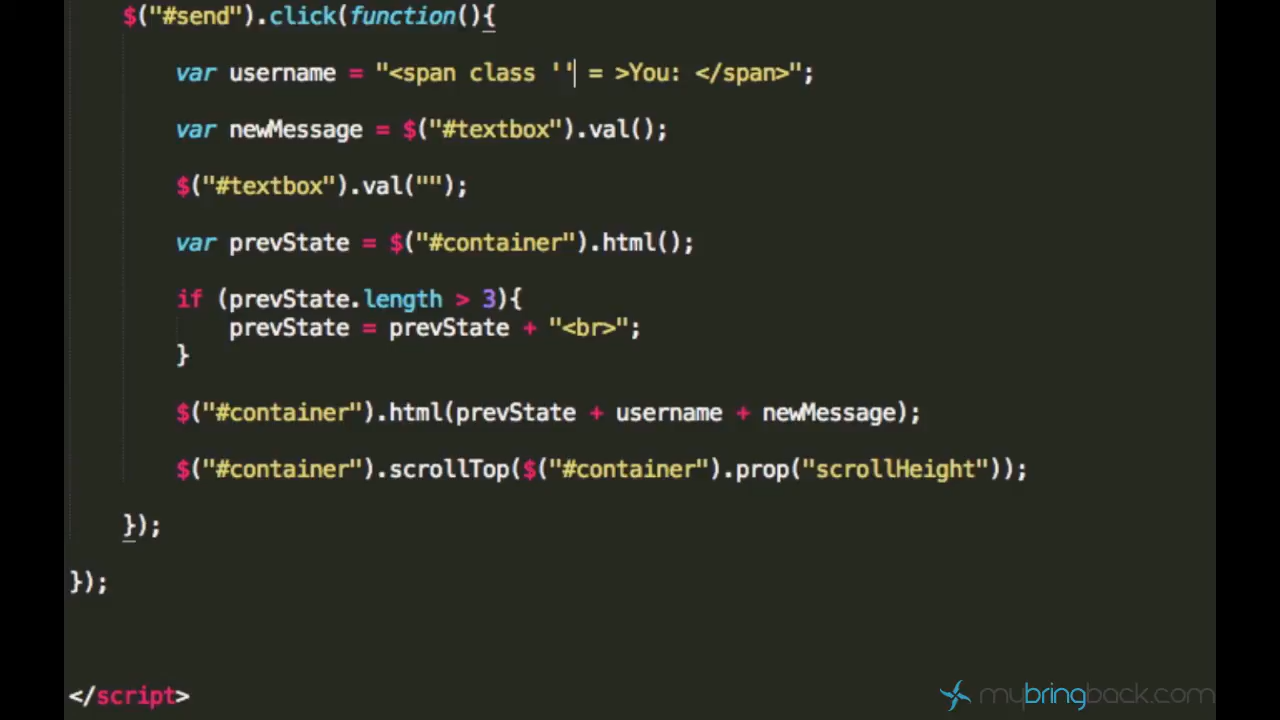 $("#send").click(function(){
var username = "<span class '' = >You: </span>";
var newMessage = $("#textbox").val();
$("#textbox").val("");
var prevState = $("#container").html();
if (prevState.length > 3){
prevState = prevState + "<br>";
}
$("#container").html(prevState + username + newMessage);
$("#container").scrollTop($("#container").prop("scrollHeight"));
});
});
</script>
mybringback.com